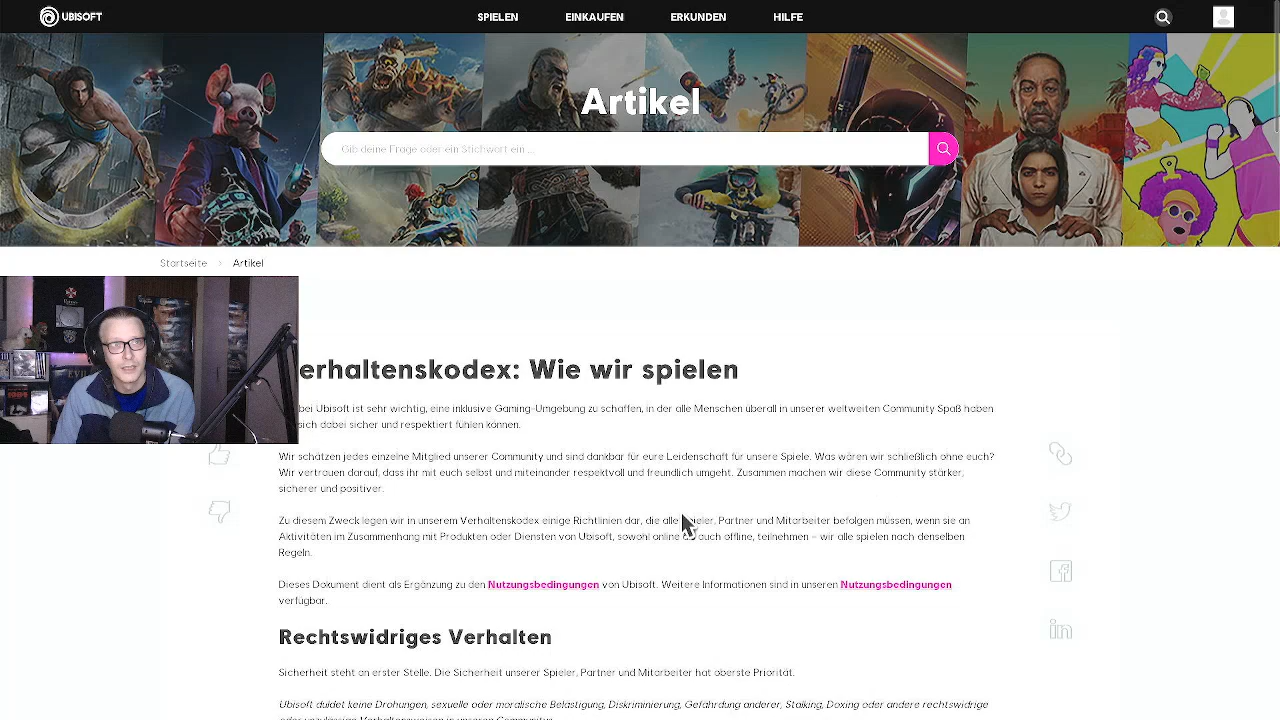 UBISOFT
SPIELEN
EINKAUFEN
ERKUNDEN
HILFE
Artikel
Gib deine Frage oder ein Stichwort ein ...
Startseite
Artikel
erhaltenskodex: Wie wir spielen
bei Ubisoft ist sehr wichtig, eine inklusive Gaming-Umgebung zu schaffen, in der alle Menschen überall in unserer weltweiten Community Spaß haben
sich dabei sicher und respektiert fühlen können.
Wir schätzen jedes einzelne Mitglied unserer Community und sind dankbar für eure Leidenschaft für unsere Spiele. Was wären wir schließlich ohne euch?
Wir vertrauen darauf, dass ihr mit euch selbst und miteinander respektvoll und freundlich umgeht. Zusammen machen wir diese Community stärker,
sicherer und positiver.
Zu diesem Zweck legen wir in unserem Verhaltenskodex einige Richtlinien dar, die alle Spieler, Partner und Mitarbeiter befolgen müssen, wenn sie an
Aktivitäten im Zusammenhang mit Produkten oder Diensten von Ubisoft, sowohl online auch offline, teilnehmen – wir alle spielen nach denselben
Regeln.
Dieses Dokument dient als Ergänzung zu den Nutzungsbedingungen von Ubisoft. Weitere Informationen sind in unseren Nutzungsbedingungen
verfügbar.
Rechtswidriges Verhalten
Sicherheit steht an erster Stelle. Die Sicherheit unserer Spieler, Partner und Mitarbeiter hat oberste Priorität.
Ubisoft duldet keine Drohungen, sexuelle oder moralische Belästigung, Diskriminierung, Gefährdung anderer, Stalking, Doxing oder andere rechtswidrige